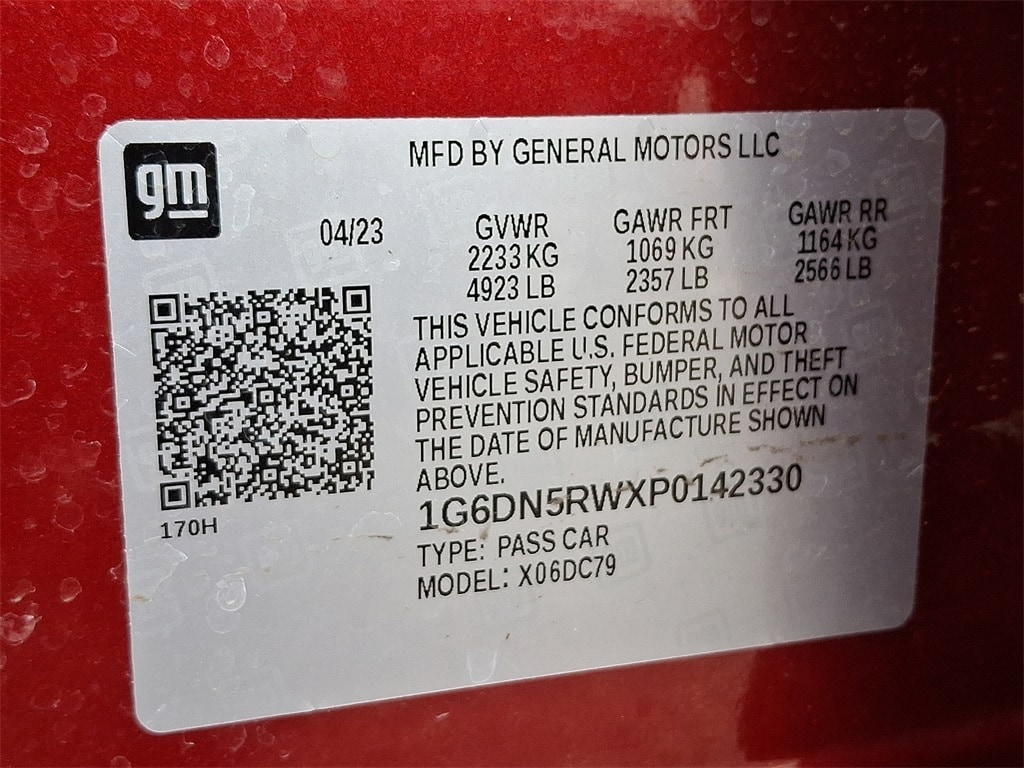 gm
MFD BY GENERAL MOTORS LLC
04/23
GVWR
2233 KG
4923 LB
GAWR FRT
1069 KG
2357 LB
GAWR RR
1164 KG
2566 LB
THIS VEHICLE CONFORMS TO ALL
APPLICABLE U.S. FEDERAL MOTOR
VEHICLE SAFETY, BUMPER, AND THEFT
PREVENTION STANDARDS IN EFFECT ON
THE DATE OF MANUFACTURE SHOWN
ABOVE.
1G6DN5RWXP0142330
TYPE: PASS CAR
MODEL: X06DC79
170H